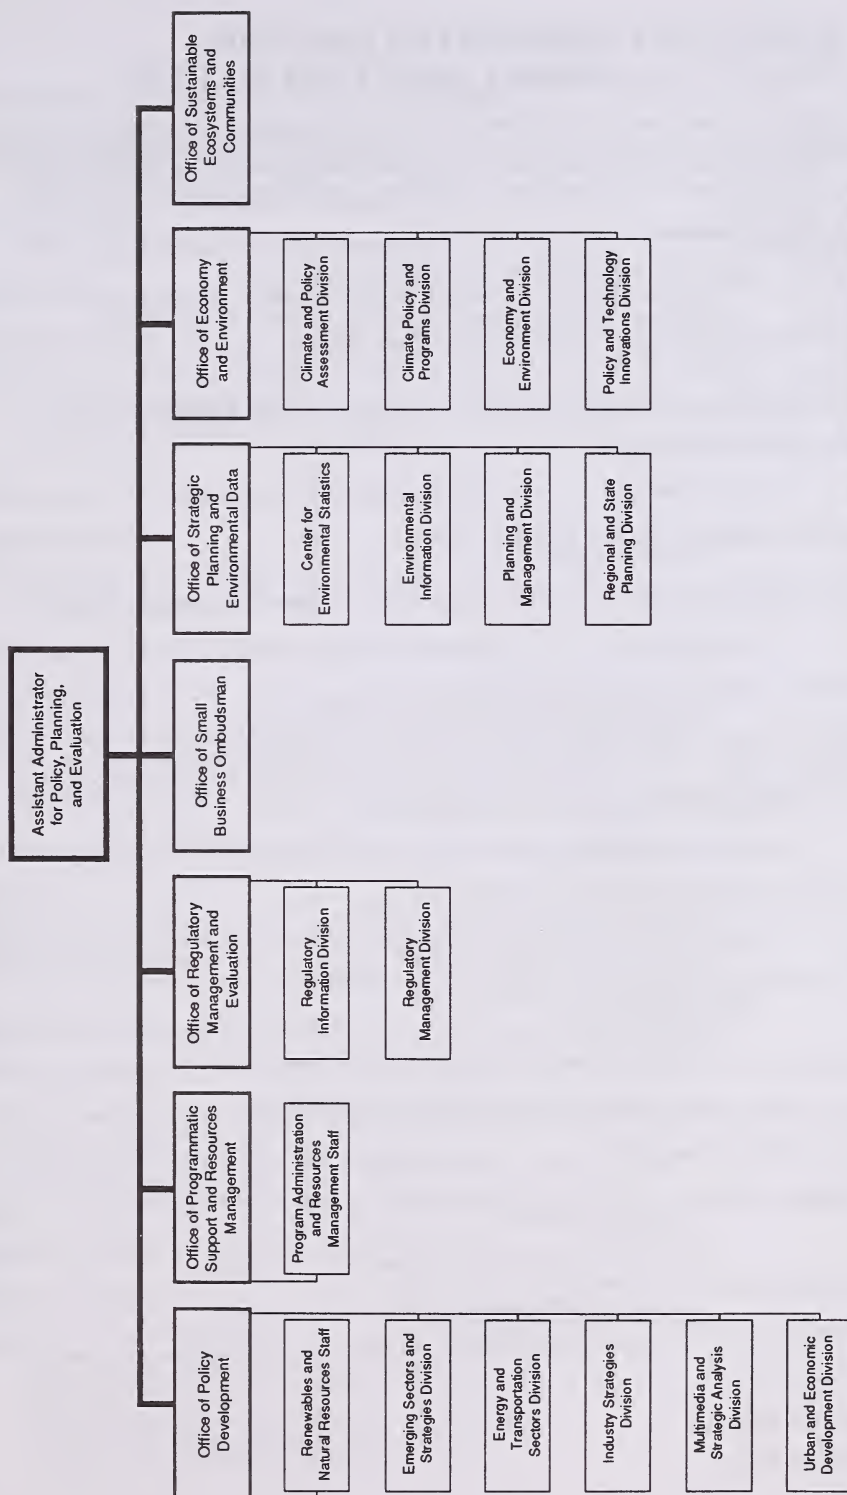 Assistant Administrator
for Policy, Planning,
and Evaluation
Office of Policy
Development
Renewables and
Natural Resources Staff
Emerging Sectors and
Strategies Division
Energy and
Transportation
Sectors Division
Industry Strategies
Division
Multimedia and
Strategic Analysis
Division
Urban and Economic
Development Division
Office of Programmatic
Support and Resources
Management
Program Administration
and Resources
Management Staff
Office of Regulatory
Management and
Evaluation
Regulatory
Information Division
Regulatory
Management Division
Office of Small
Business Ombudsman
Office of Strategic
Planning and
Environmental Data
Center for
Environmental Statistics
Environmental
Information Division
Planning and
Management Division
Regional and State
Planning Division
Office of Economy
and Environment
Climate and Policy
Assessment Division
Climate Policy and
Programs Division
Economy and
Environment Division
Policy and Technology
Innovations Division
Office of Sustainable
Ecosystems and
Communities